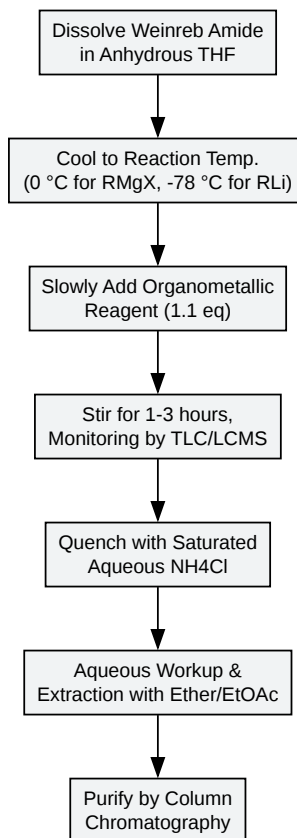 Dissolve Weinreb Amide
in Anhydrous THF
Cool to Reaction Temp.
(0 °C for RMgX, -78 °C for RLi)
Slowly Add Organometallic
Reagent (1.1 eq)
Stir for 1-3 hours,
Monitoring by TLC/LCMS
Quench with Saturated
Aqueous NH4Cl
Aqueous Workup &
Extraction with Ether/EtOAc
Purify by Column
Chromatography